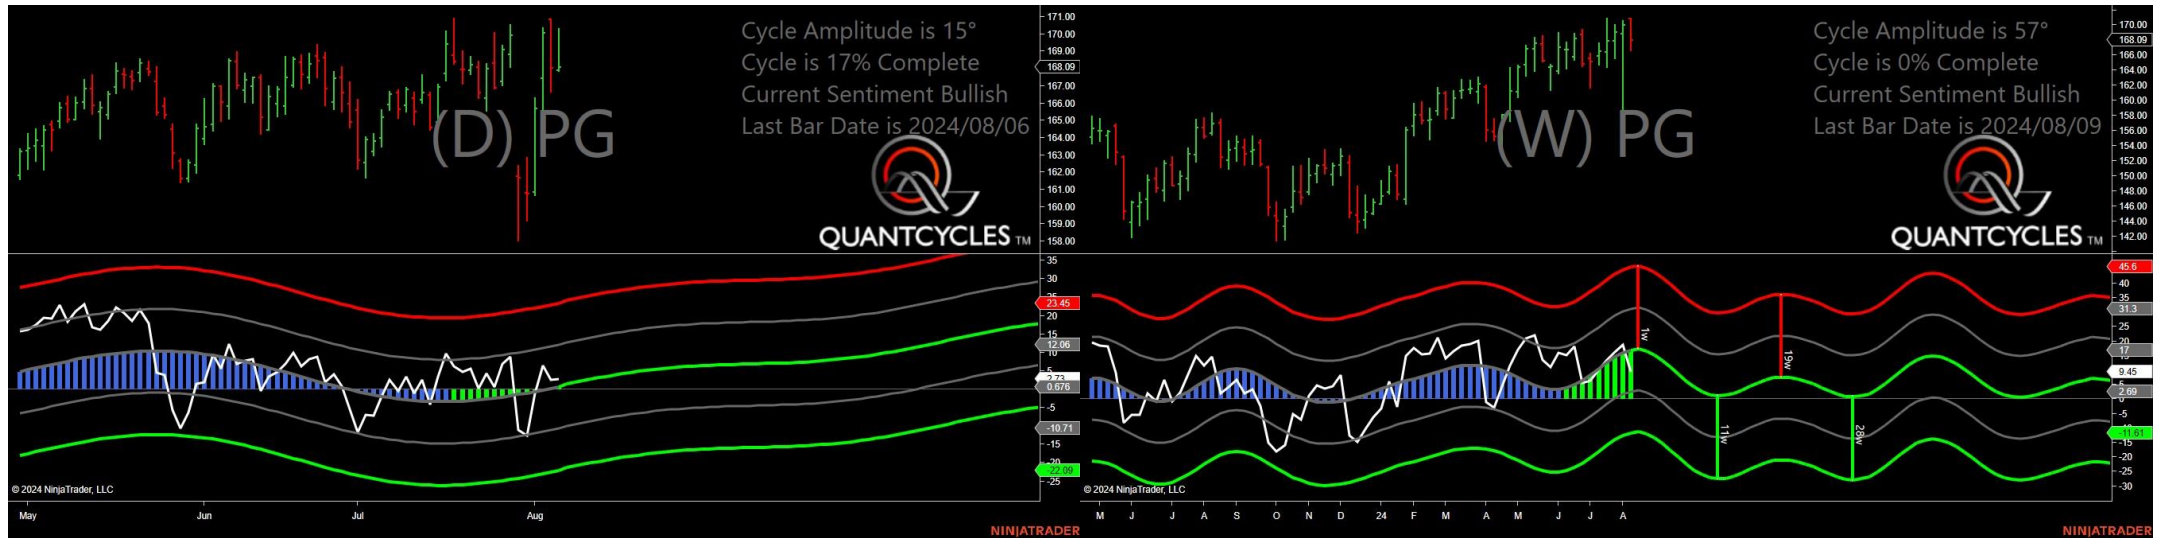 Cycle Amplitude is 15°
Cycle is 17% Complete
Current Sentiment Bullish
Last Bar Date is 2024/08/06
(D) PG
QUANTCYCLES TM
171.00
170.00
169.00
168.09
167.00
166.00
165.00
164.00
163.00
162.00
161.00
160.00
159.00
158.00
35
30
23.45
20
15
12.06
2.73
0.676
-5
-10.71
-15
-22.09
-25
© 2024 NinjaTrader, LLC
May Jun Jul Aug
NINJATRADER
Cycle Amplitude is 57°
Cycle is 0% Complete
Current Sentiment Bullish
Last Bar Date is 2024/08/09
(W) PG
QUANTCYCLES TM
170.00
168.09
166.00
164.00
162.00
160.00
158.00
156.00
154.00
152.00
150.00
148.00
146.00
144.00
142.00
45.6
40
35
31.3
25
20
17
9.45
2.69
-5
-11.61
-15
-20
-25
-30
1w
19w
11w
28w
© 2024 NinjaTrader, LLC
M J J A S O N D 24 F M A M J J A
NINJATRADER